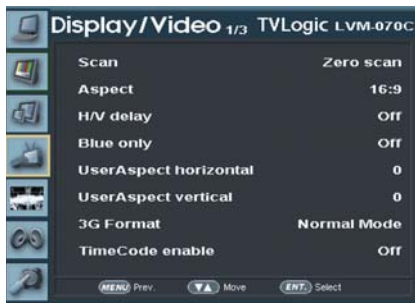 Display/Video 1/3 TVLogic LVM-070C
Scan Zero scan
Aspect 16:9
H/V delay Off
Blue only Off
UserAspect horizontal 0
UserAspect vertical 0
3G Format Normal Mode
TimeCode enable Off
MENU Prev. ▼▲ Move ENT. Select